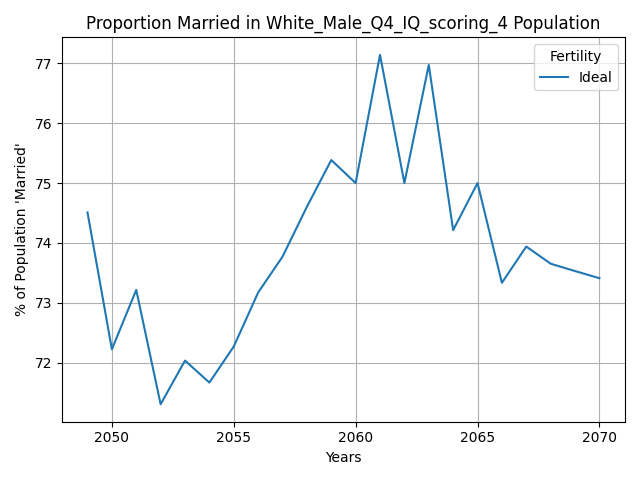 Proportion Married in White_Male_Q4_IQ_scoring_4 Population
Fertility
Ideal
% of Population 'Married'
77
76
75
74
73
72
2050
2055
2060
2065
2070
Years